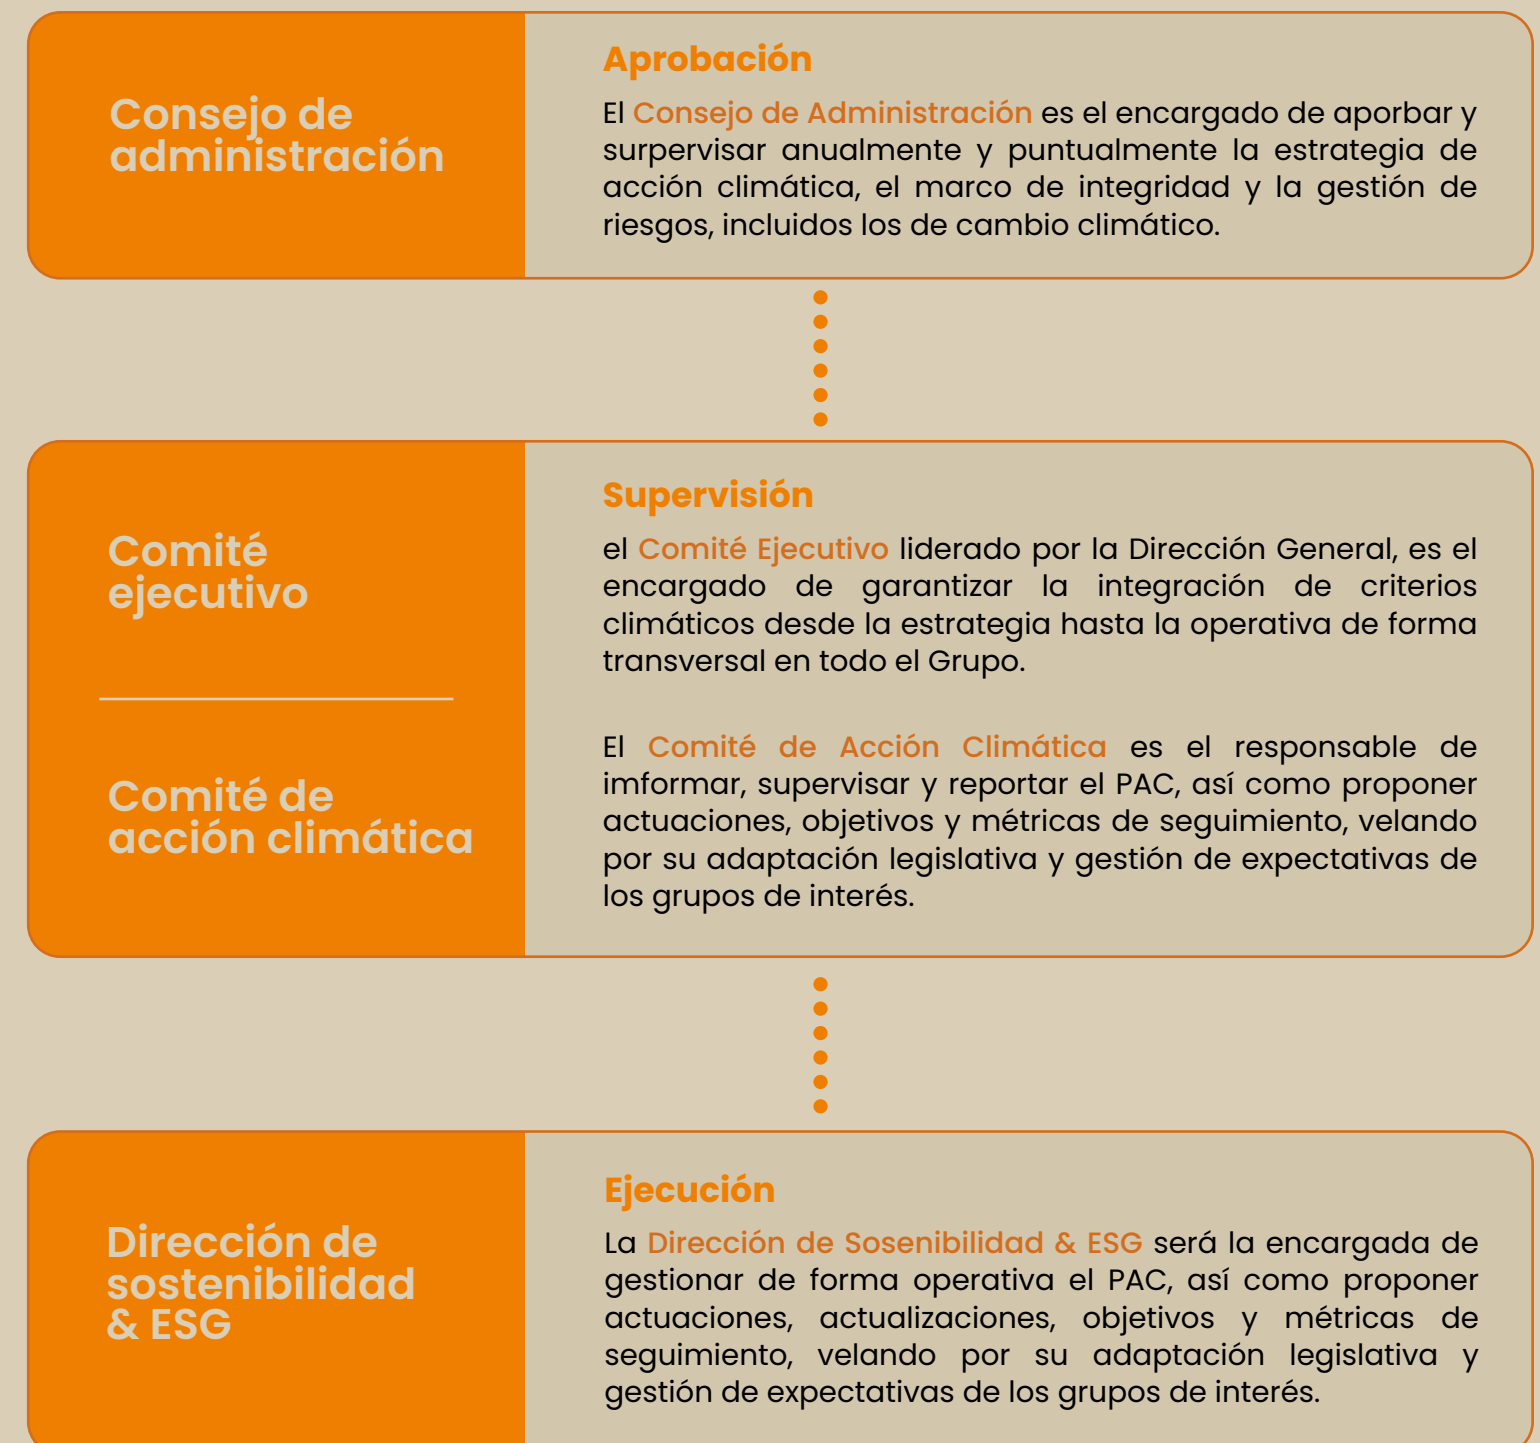 Consejo de
administración
Aprobación
El Consejo de Administración es el encargado de aporbar y
surpervisar anualmente y puntualmente la estrategia de
acción climática, el marco de integridad y la gestión de
riesgos, incluidos los de cambio climático.
Comité
ejecutivo
Supervisión
el Comité Ejecutivo liderado por la Dirección General, es el
encargado de garantizar la integración de criterios
climáticos desde la estrategia hasta la operativa de forma
transversal en todo el Grupo.
Comité de
acción climática
El Comité de Acción Climática es el responsable de
imformar, supervisar y reportar el PAC, así como proponer
actuaciones, objetivos y métricas de seguimiento, velando
por su adaptación legislativa y gestión de expectativas de
los grupos de interés.
Dirección de
sostenibilidad
& ESG
Ejecución
La Dirección de Sosenibilidad & ESG será la encargada de
gestionar de forma operativa el PAC, así como proponer
actuaciones, actualizaciones, objetivos y métricas de
seguimiento, velando por su adaptación legislativa y
gestión de expectativas de los grupos de interés.